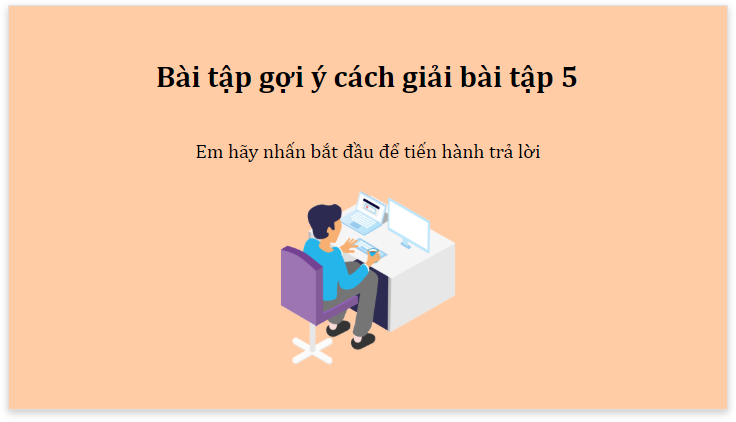 Bài tập gợi ý cách giải bài tập 5
Em hãy nhấn bắt đầu để tiến hành trả lời